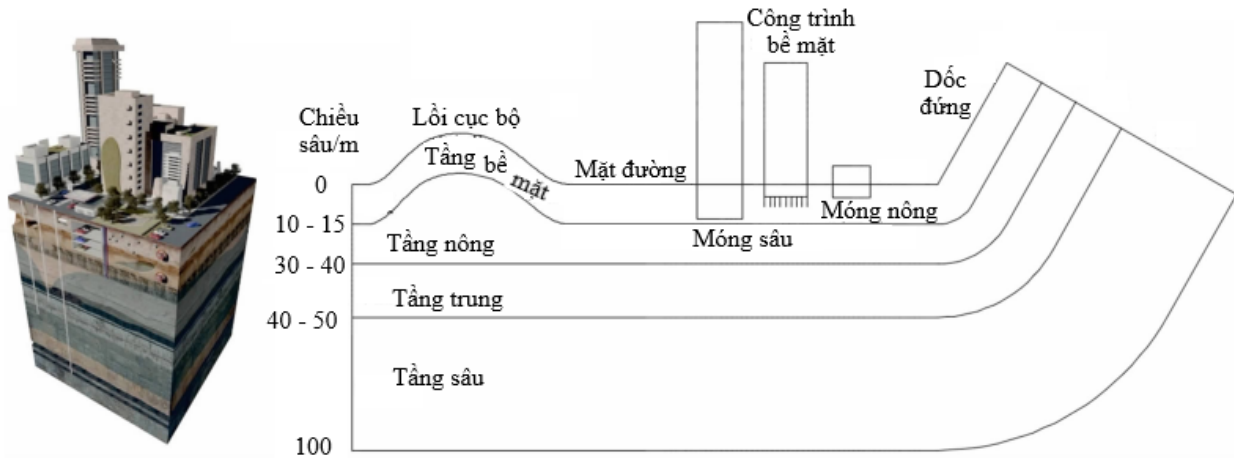 Công trình
bề mặt
Dốc
đứng
Chiều
sâu/m
Lồi cục bộ
Tầng bề mặt
Mặt đường
0
Móng nông
10 - 15
Tầng nông
Móng sâu
30 - 40
Tầng trung
40 - 50
Tầng sâu
100